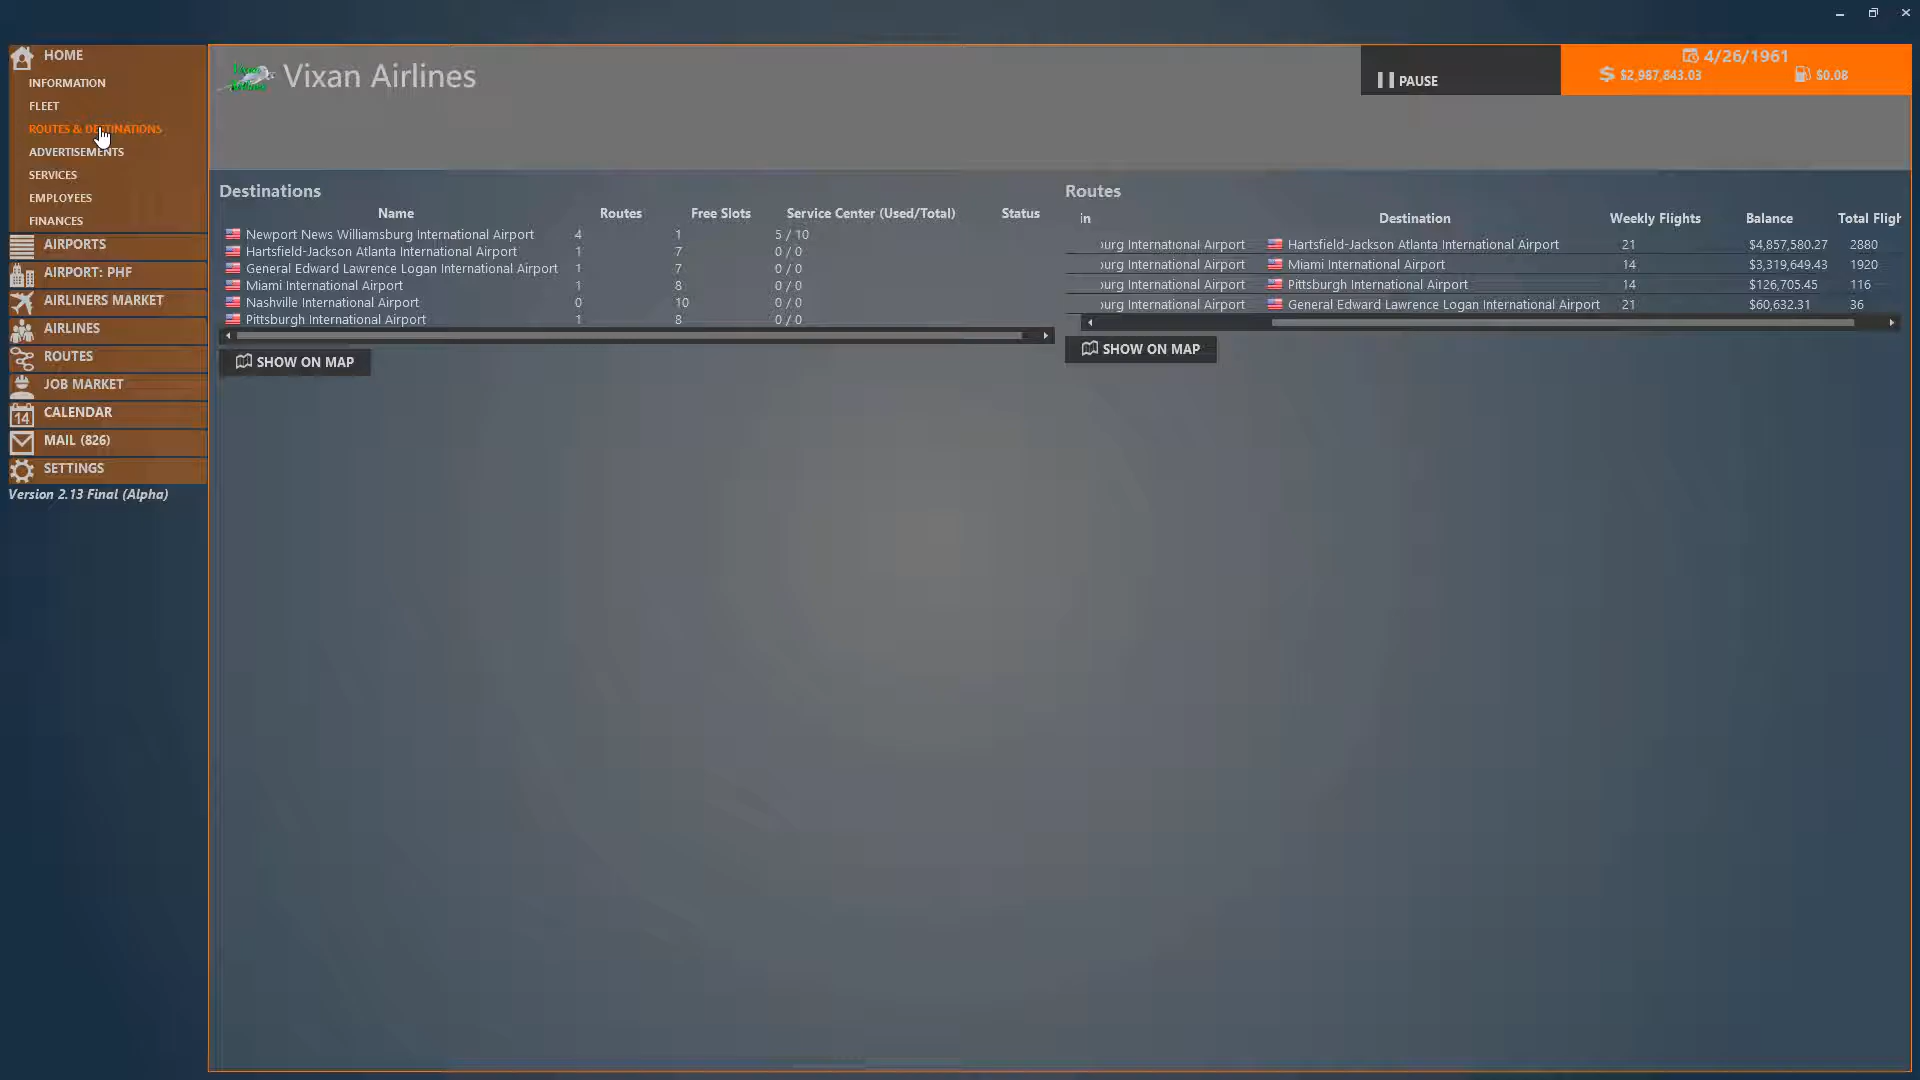 HOME
INFORMATION
FLEET
ROUTES & DESTINATIONS
ADVERTISEMENTS
SERVICES
EMPLOYEES
FINANCES
AIRPORTS
AIRPORT: PHF
AIRLINERS MARKET
AIRLINES
ROUTES
JOB MARKET
14 CALENDAR
MAIL (826)
SETTINGS
Version 2.13 Final (Alpha)
Vixan Airlines
PAUSE
4/26/1961
$2,987,843.03 $0.08
Destinations
Name Routes Free Slots Service Center (Used/Total) Status
Newport News Williamsburg International Airport 4 1 5 / 10
Hartsfield-Jackson Atlanta International Airport 1 7 0 / 0
General Edward Lawrence Logan International Airport 1 7 0 / 0
Miami International Airport 1 8 0 / 0
Nashville International Airport 0 10 0 / 0
Pittsburgh International Airport 1 8 0 / 0
SHOW ON MAP
Routes
in Destination Weekly Flights Balance Total Fligh
urg International Airport Hartsfield-Jackson Atlanta International Airport 21 $4,857,580.27 2880
urg International Airport Miami International Airport 14 $3,319,649.43 1920
urg International Airport Pittsburgh International Airport 14 $126,705.45 116
urg International Airport General Edward Lawrence Logan International Airport 21 $60,632.31 36
SHOW ON MAP